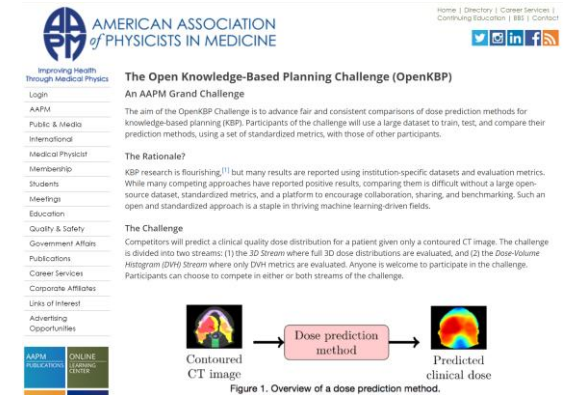 AMERICAN ASSOCIATION
of PHYSICISTS IN MEDICINE
Home | Directory | Career Services |
Continuing Education | BBS | Contact
Improving Health
Through Medical Physics
Login
AAPM
Public & Media
International
Medical Physicist
Membership
Students
Meetings
Education
Quality & Safety
Government Affairs
Publications
Career Services
Corporate Affiliates
Links of Interest
Advertising
Opportunities
AAPM
PUBLICATIONS
ONLINE
LEARNING
CENTER
The Open Knowledge-Based Planning Challenge (OpenKBP)
An AAPM Grand Challenge
The aim of the OpenKBP Challenge is to advance fair and consistent comparisons of dose prediction methods for
knowledge-based planning (KBP). Participants of the challenge will use a large dataset to train, test, and compare their
prediction methods, using a set of standardized metrics, with those of other participants.
The Rationale?
KBP research is flourishing,[1] but many results are reported using institution-specific datasets and evaluation metrics.
While many competing approaches have reported positive results, comparing them is difficult without a large open-
source dataset, standardized metrics, and a platform to encourage collaboration, sharing, and benchmarking. Such an
open and standardized approach is a staple in thriving machine learning-driven fields.
The Challenge
Competitors will predict a clinical quality dose distribution for a patient given only a contoured CT image. The challenge
is divided into two streams: (1) the 3D Stream where full 3D dose distributions are evaluated, and (2) the Dose-Volume
Histogram (DVH) Stream where only DVH metrics are evaluated. Anyone is welcome to participate in the challenge.
Participants can choose to compete in either or both streams of the challenge.
Contoured
CT image
Dose prediction
method
Predicted
clinical dose
Figure 1. Overview of a dose prediction method.